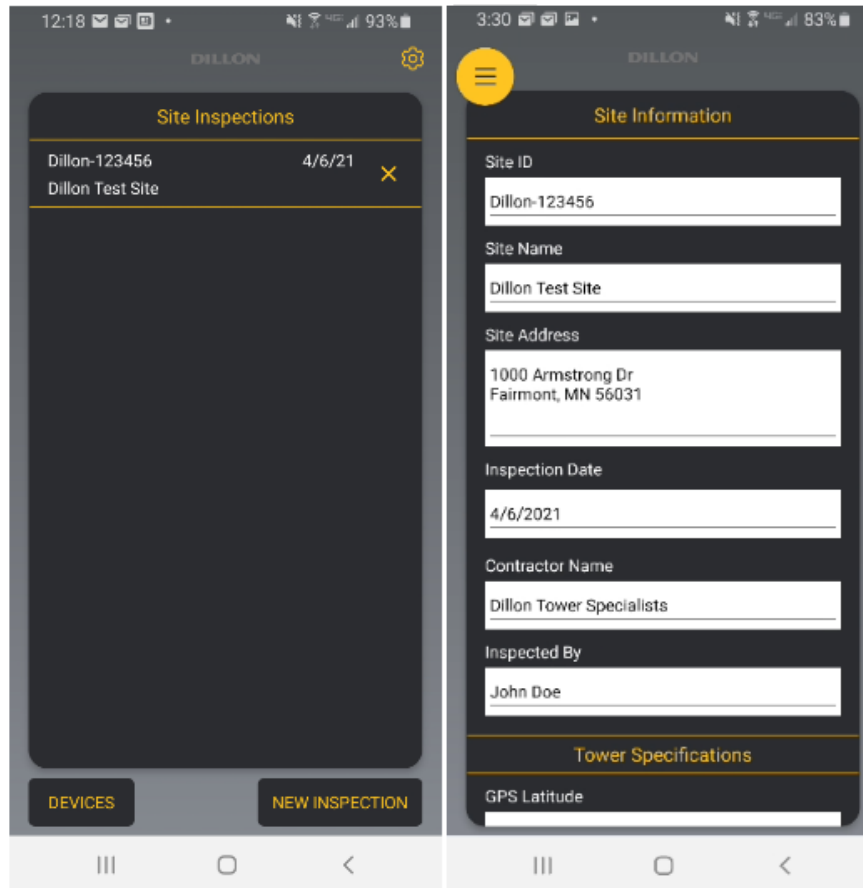 12:18
93%
DILLON
Site Inspections
Dillon-123456 4/6/21
Dillon Test Site
DEVICES
NEW INSPECTION
3:30
83%
DILLON
Site Information
Site ID
Dillon-123456
Site Name
Dillon Test Site
Site Address
1000 Armstrong Dr
Fairmont, MN 56031
Inspection Date
4/6/2021
Contractor Name
Dillon Tower Specialists
Inspected By
John Doe
Tower Specifications
GPS Latitude